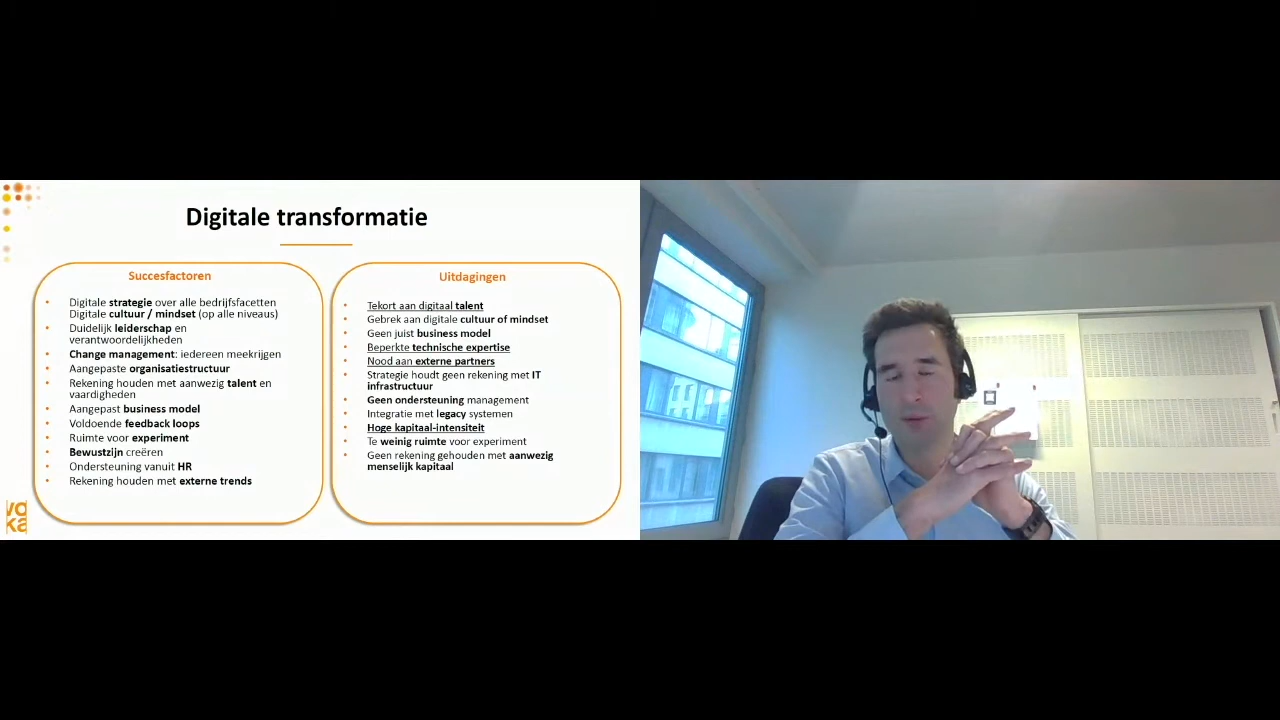 Digitale transformatie
Succesfactoren
Digitale strategie over alle bedrijfsfacetten
Digitale cultuur / mindset (op alle niveaus)
Duidelijk leiderschap en
verantwoordelijkheden
Change management: iedereen meekrijgen
Aangepaste organisatiestructuur
Rekening houden met aanwezig talent en
vaardigheden
Aangepast business model
Voldoende feedback loops
Ruimte voor experiment
Bewustzijn creëren
Ondersteuning vanuit HR
Rekening houden met externe trends
Uitdagingen
Tekort aan digitaal talent
Gebrek aan digitale cultuur of mindset
Geen juist business model
Beperkte technische expertise
Nood aan externe partners
Strategie houdt geen rekening met IT
infrastructuur
Geen ondersteuning management
Integratie met legacy systemen
Hoge kapitaal-intensiteit
Te weinig ruimte voor experiment
Geen rekening gehouden met aanwezig
menselijk kapitaal
vo
ka